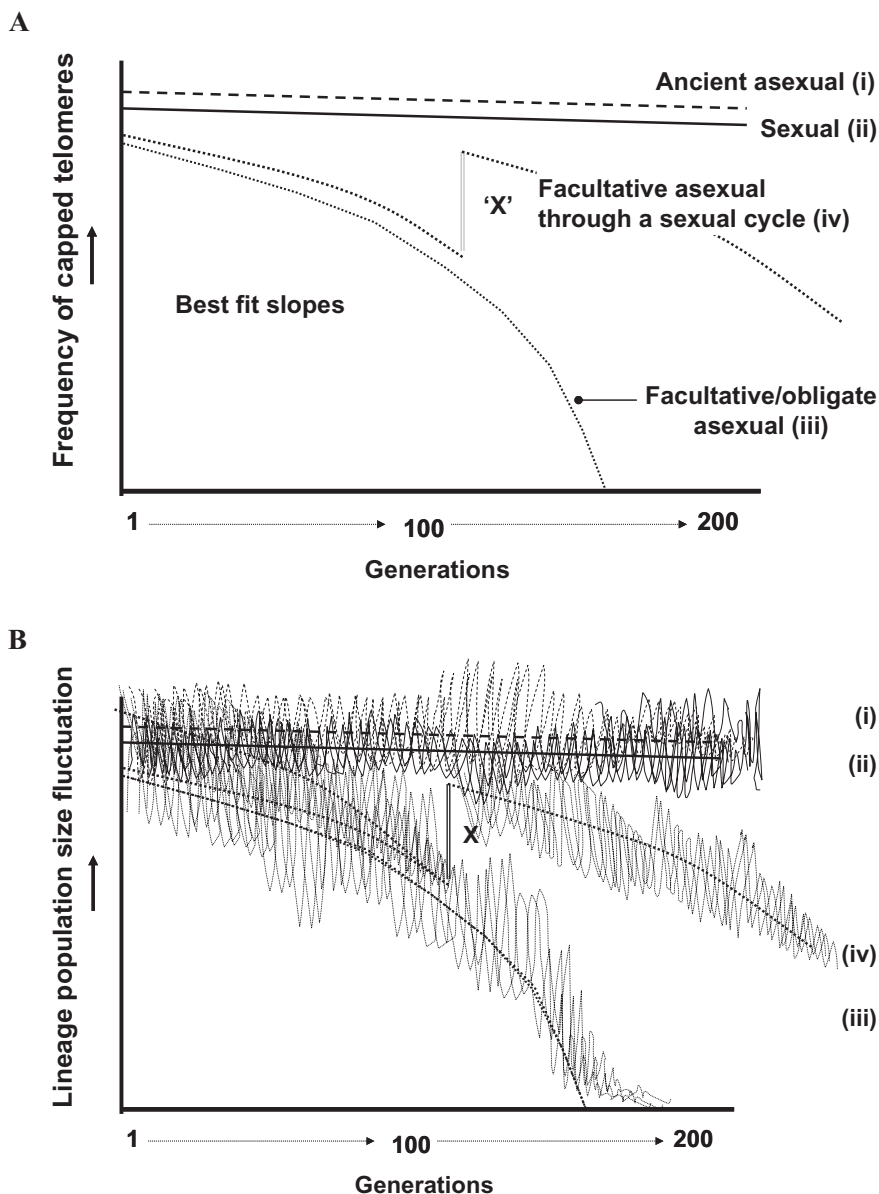 A
Frequency of capped telomeres
Ancient asexual (i)
Sexual (ii)
'X'
Facultative asexual
through a sexual cycle (iv)
Best fit slopes
Facultative/obligate
asexual (iii)
1 100 200
Generations
B
Lineage population size fluctuation
(i)
(ii)
X
(iv)
(iii)
1 100 200
Generations